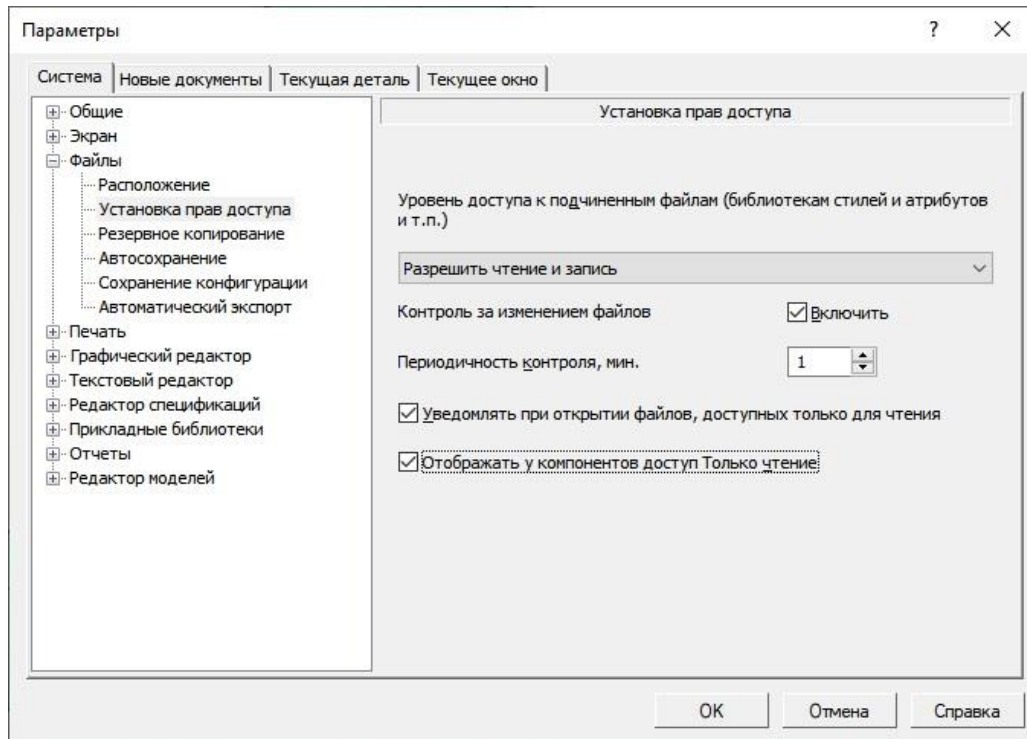 Параметры
?
Система
Новые документы
Текущая деталь
Текущее окно
Общие
Экран
Файлы
Расположение
Установка прав доступа
Резервное копирование
Автосохранение
Сохранение конфигурации
Автоматический экспорт
Печать
Графический редактор
Текстовый редактор
Редактор спецификаций
Прикладные библиотеки
Отчеты
Редактор моделей
Установка прав доступа
Уровень доступа к подчиненным файлам (библиотекам стилей и атрибутов
и т.п.)
Разрешить чтение и запись
Контроль за изменением файлов
Включить
Периодичность контроля, мин.
1
Уведомлять при открытии файлов, доступных только для чтения
Отображать у компонентов доступ Только чтение
OK
Отмена
Справка